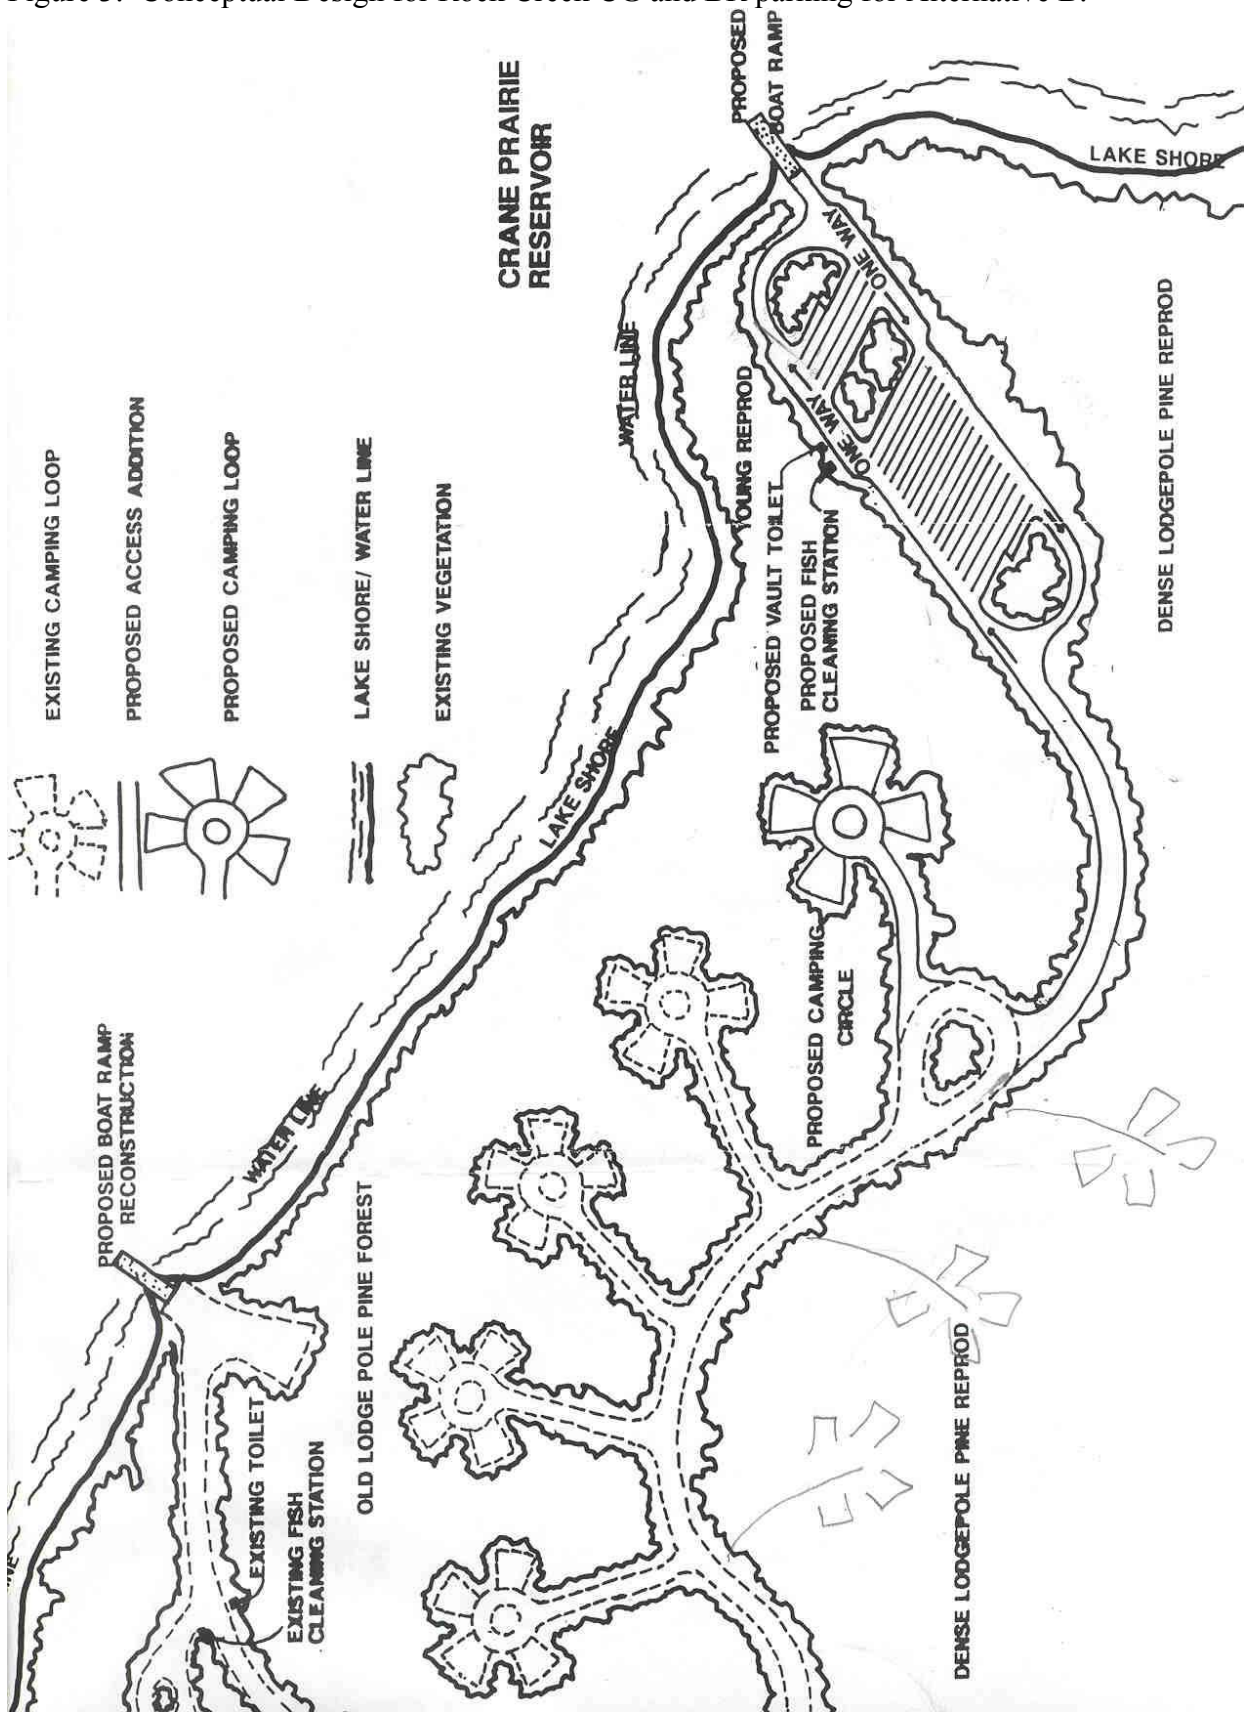 CRANE PRAIRIE
RESERVOIR
PROPOSED
BOAT RAMP
LAKE SHORE
EXISTING CAMPING LOOP
PROPOSED ACCESS ADDITION
PROPOSED CAMPING LOOP
LAKE SHORE/ WATER LINE
EXISTING VEGETATION
WATER LINE
ONE WAY
ONE WAY
YOUNG REPROD
PROPOSED VAULT TOILET
PROPOSED FISH
CLEANING STATION
DENSE LODGEPOLE PINE REPROD
LAKE SHORE
PROPOSED CAMPING
CIRCLE
PROPOSED BOAT RAMP
RECONSTRUCTION
WATER LINE
OLD LODGE POLE PINE FOREST
EXISTING TOILET
EXISTING FISH
CLEANING STATION
DENSE LODGEPOLE PINE REPROD